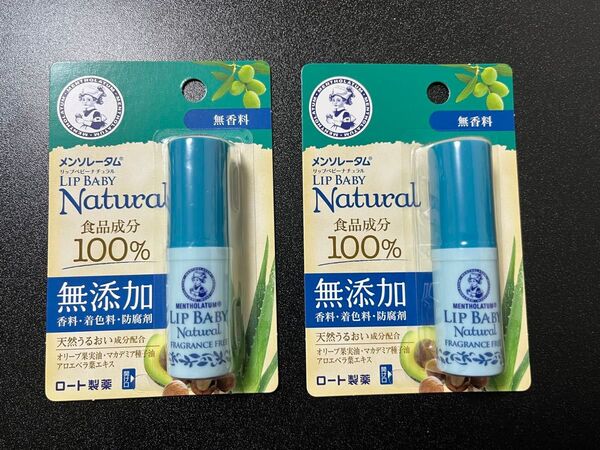 MENTHOLATUM
無香料
メンソレータム®
リップベビーナチュラル
LIP BABY
Natural
食品成分
100%
無添加
香料・着色料・防腐剤
天然うるおい成分配合
オリーブ果実油・マカデミア種子油
アロエベラ葉エキス
ロート製薬
開け口
MENTHOLATUM®
LIP BABY
Natural
FRAGRANCE FREE
MENTHOLATUM
無香料
メンソレータム®
リップベビーナチュラル
LIP BABY
Natural
食品成分
100%
無添加
香料・着色料・防腐剤
天然うるおい成分配合
オリーブ果実油・マカデミア種子油
アロエベラ葉エキス
ロート製薬
開け口
MENTHOLATUM®
LIP BABY
Natural
FRAGRANCE FREE